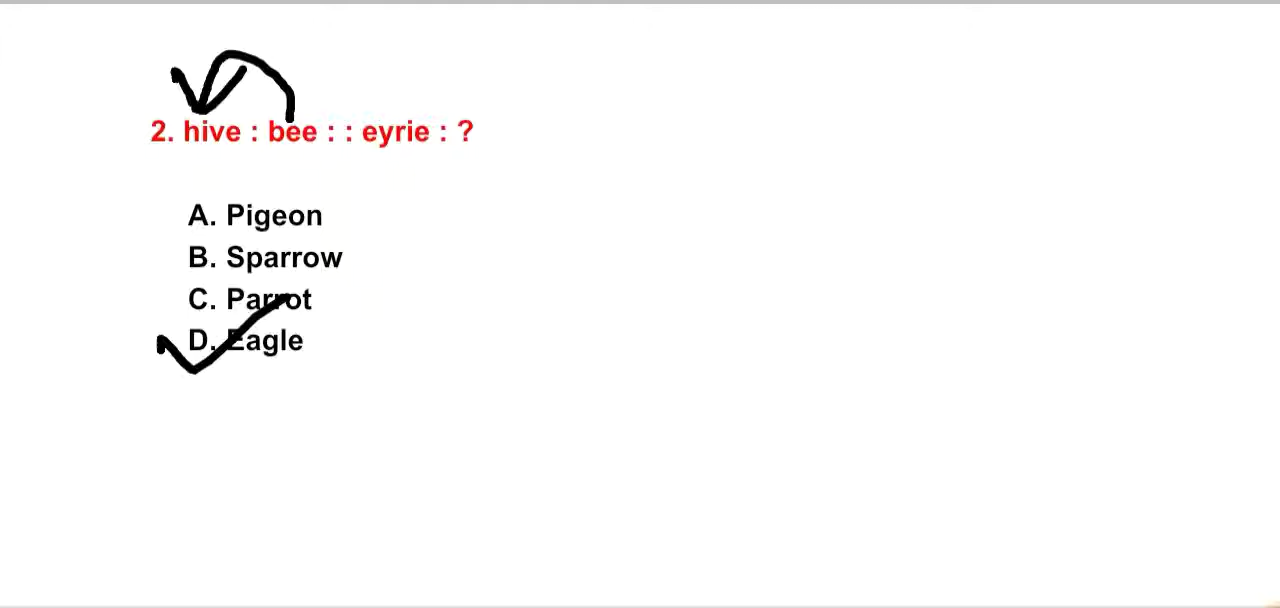 2. hive : bee : : eyrie : ?
A. Pigeon
B. Sparrow
C. Parrot
D. Eagle